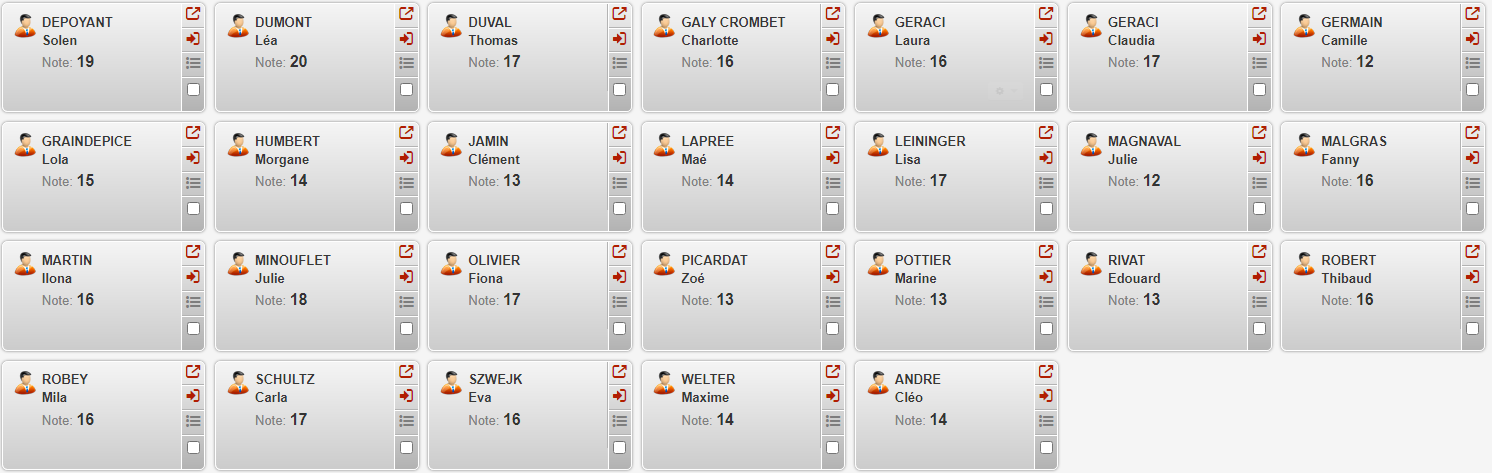 DEPOYANT
Solen
Note: 19
DUMONT
Léa
Note: 20
DUVAL
Thomas
Note: 17
GALY CROMBET
Charlotte
Note: 16
GERACI
Laura
Note: 16
GERACI
Claudia
Note: 17
GERMAIN
Camille
Note: 12
GRAINDEPICE
Lola
Note: 15
HUMBERT
Morgane
Note: 14
JAMIN
Clément
Note: 13
LAPREE
Maé
Note: 14
LEININGER
Lisa
Note: 17
MAGNAVAL
Julie
Note: 12
MALGRAS
Fanny
Note: 16
MARTIN
Ilona
Note: 16
MINOUFLET
Julie
Note: 18
OLIVIER
Fiona
Note: 17
PICARDAT
Zoé
Note: 13
POTTIER
Marine
Note: 13
RIVAT
Edouard
Note: 13
ROBERT
Thibaud
Note: 16
ROBEY
Mila
Note: 16
SCHULTZ
Carla
Note: 17
SZWEJK
Eva
Note: 16
WELTER
Maxime
Note: 14
ANDRE
Cléo
Note: 14